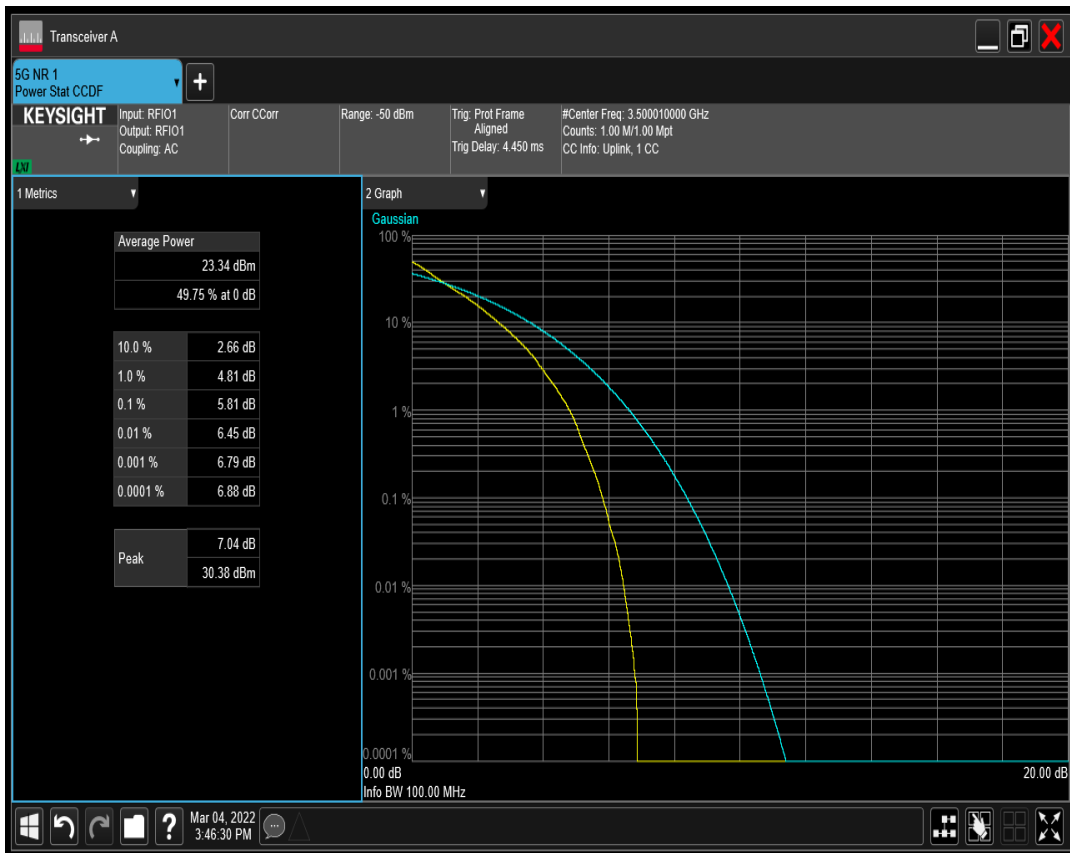 Transceiver A
5G NR 1
Power Stat CCDF
+
KEYSIGHT
LXI
Input: RFIO1
Output: RFIO1
Coupling: AC
Corr CCorr
Range: -50 dBm
Trig: Prot Frame
Aligned
Trig Delay: 4.450 ms
#Center Freq: 3.500010000 GHz
Counts: 1.00 M/1.00 Mpt
CC Info: Uplink, 1 CC
1 Metrics
Average Power
23.34 dBm
49.75 % at 0 dB
10.0 % 2.66 dB
1.0 % 4.81 dB
0.1 % 5.81 dB
0.01 % 6.45 dB
0.001 % 6.79 dB
0.0001 % 6.88 dB
Peak 7.04 dB
30.38 dBm
2 Graph
Gaussian
100 %
10 %
1 %
0.1 %
0.01 %
0.001 %
0.0001 %
0.00 dB 20.00 dB
Info BW 100.00 MHz
?
Mar 04, 2022
3:46:30 PM